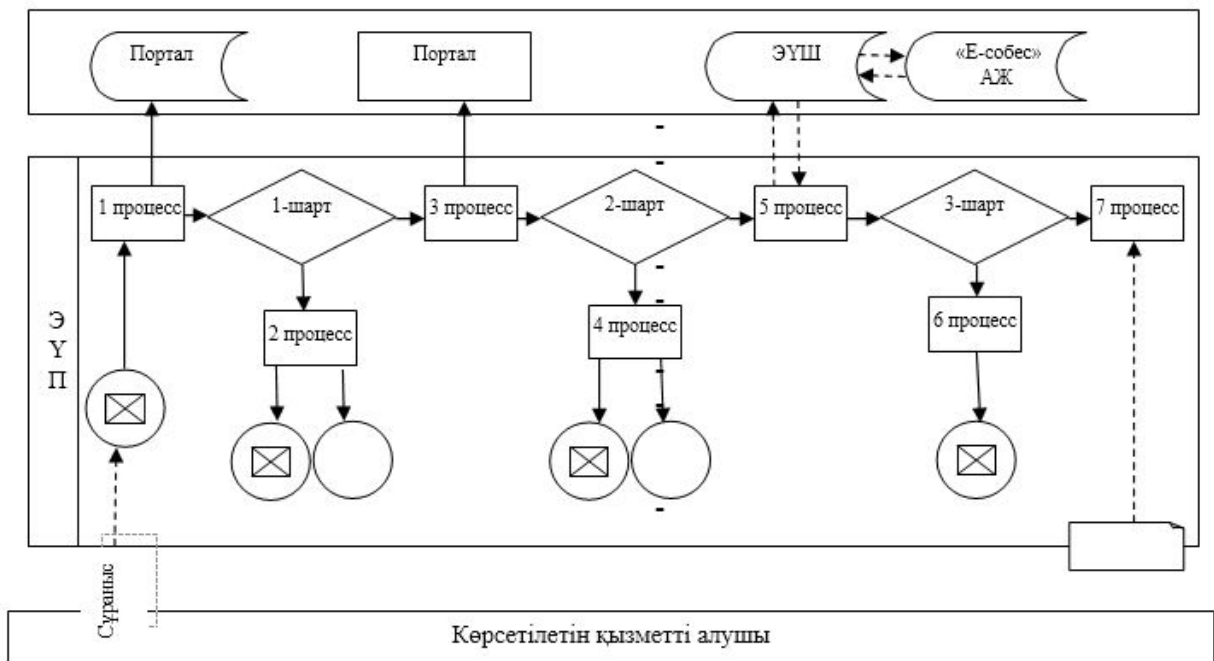 Портал
Портал
ЭҮШ
«Е-собес»
АЖ
1 процесс
1-шарт
3 процесс
2-шарт
5 процесс
3-шарт
7 процесс
2 процесс
4 процесс
6 процесс
Э
Ү
П
Сұраныс
Көрсетілетін қызметті алушы